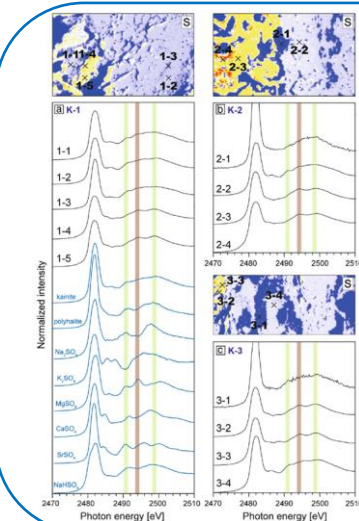 S
1-1 1-4
1-5
1-3
1-2
a K-1
1-1
1-2
1-3
1-4
1-5
kainite
polyhalite
Na₂SO₄
K₂SO₄
MgSO₄
CaSO₄
SrSO₄
NaHSO₄
2470 2480 2490 2500 2510
Photon energy [eV]
Normalized intensity
S
2-1
2-2
2-4
2-3
b K-2
2-1
2-2
2-3
2-4
2470 2480 2490 2500 2510
S
3-3
3-2
3-4
3-1
c K-3
3-1
3-2
3-3
3-4
2470 2480 2490 2500 2510
Photon energy [eV]